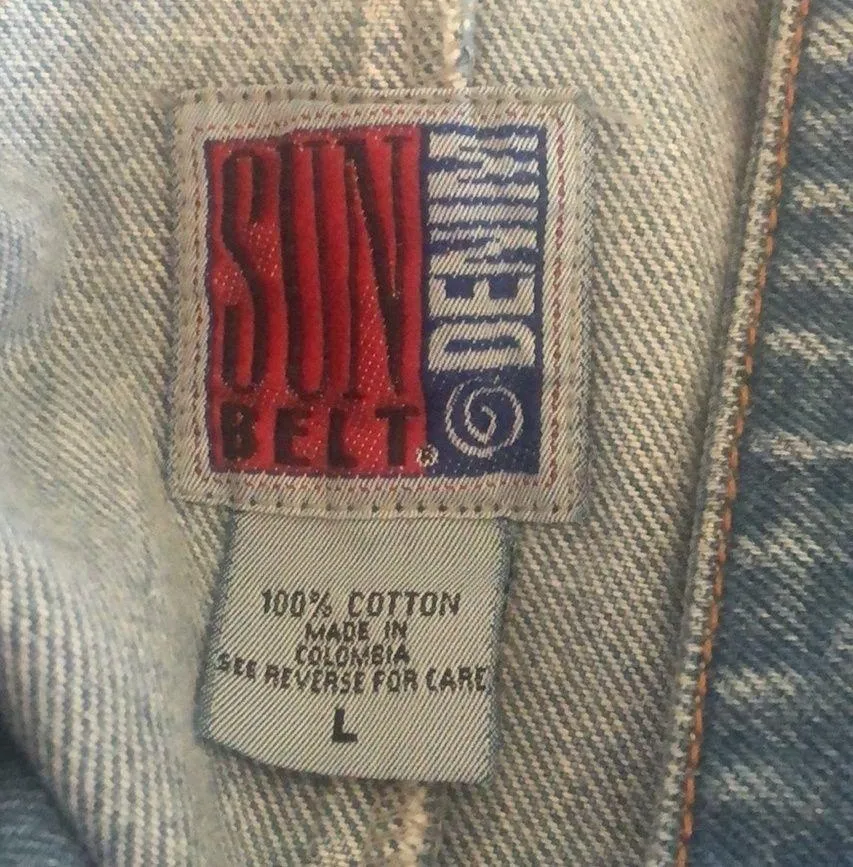 SUN
BELT®
DENIM
100% COTTON
MADE IN
COLOMBIA
SEE REVERSE FOR CARE
L